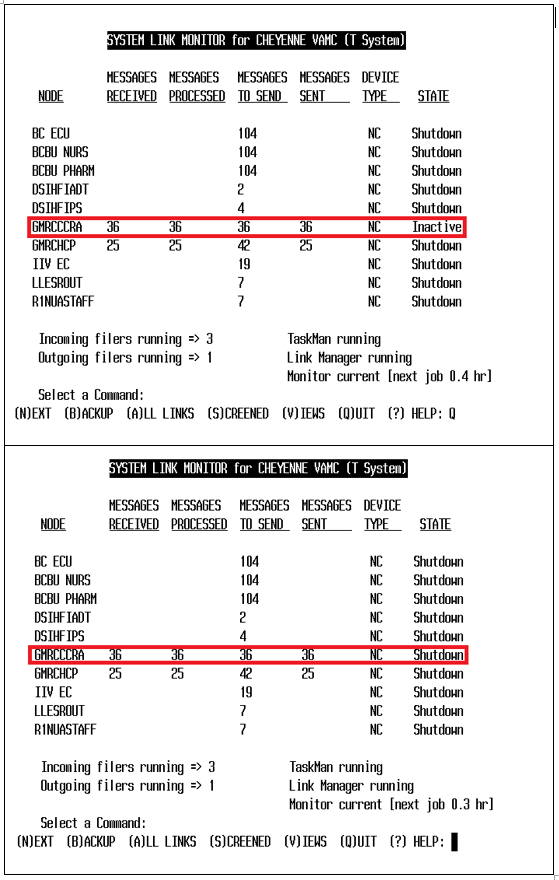 SYSTEM LINK MONITOR for CHEYENNE VAMC (T System)
MESSAGES MESSAGES MESSAGES MESSAGES DEVICE
NODE RECEIVED PROCESSED TO SEND SENT TYPE STATE
BC ECU 104 NC Shutdown
BCBU NURS 104 NC Shutdown
BCBU PHARM 104 NC Shutdown
DSIHFIADT 2 NC Shutdown
DSIHFIPS 4 NC Shutdown
GMRCCCRA 36 36 36 36 NC Inactive
GMRCHCP 25 25 42 25 NC Shutdown
IIV EC 19 NC Shutdown
LLESROUT 7 NC Shutdown
R1NUASTAFF 7 NC Shutdown
Incoming filers running => 3 TaskMan running
Outgoing filers running => 1 Link Manager running
Monitor current [next job 0.4 hr]
Select a Command:
(N)EXT (B)ACKUP (A)LL LINKS (S)CREENED (V)IEWS (Q)UIT (?) HELP: Q
SYSTEM LINK MONITOR for CHEYENNE VAMC (T System)
MESSAGES MESSAGES MESSAGES MESSAGES DEVICE
NODE RECEIVED PROCESSED TO SEND SENT TYPE STATE
BC ECU 104 NC Shutdown
BCBU NURS 104 NC Shutdown
BCBU PHARM 104 NC Shutdown
DSIHFIADT 2 NC Shutdown
DSIHFIPS 4 NC Shutdown
GMRCCCRA 36 36 36 36 NC Shutdown
GMRCHCP 25 25 42 25 NC Shutdown
IIV EC 19 NC Shutdown
LLESROUT 7 NC Shutdown
R1NUASTAFF 7 NC Shutdown
Incoming filers running => 3 TaskMan running
Outgoing filers running => 1 Link Manager running
Monitor current [next job 0.3 hr]
Select a Command:
(N)EXT (B)ACKUP (A)LL LINKS (S)CREENED (V)IEWS (Q)UIT (?) HELP: